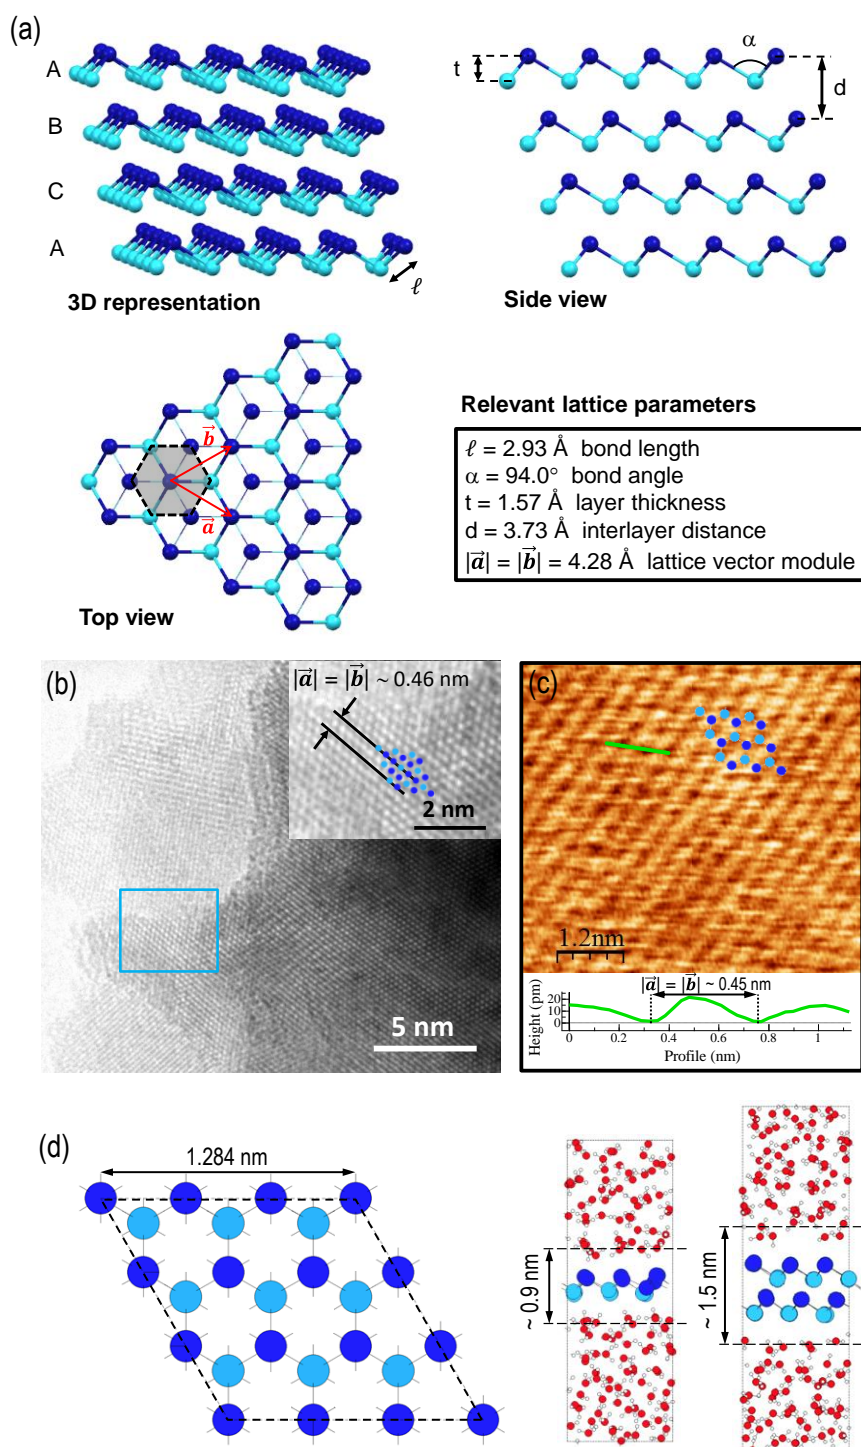 (a)
A
B
C
A
ℓ
3D representation
t
α
d
Side view
b⃗
a⃗
Top view
Relevant lattice parameters
ℓ = 2.93 Å bond length
α = 94.0° bond angle
t = 1.57 Å layer thickness
d = 3.73 Å interlayer distance
|a⃗| = |b⃗| = 4.28 Å lattice vector module
(b)
|a⃗| = |b⃗| ~ 0.46 nm
2 nm
5 nm
(c)
1.2nm
|a⃗| = |b⃗| ~ 0.45 nm
Height (pm)
20
10
0
0 0.2 0.4 0.6 0.8 1
Profile (nm)
(d)
1.284 nm
~ 0.9 nm
~ 1.5 nm